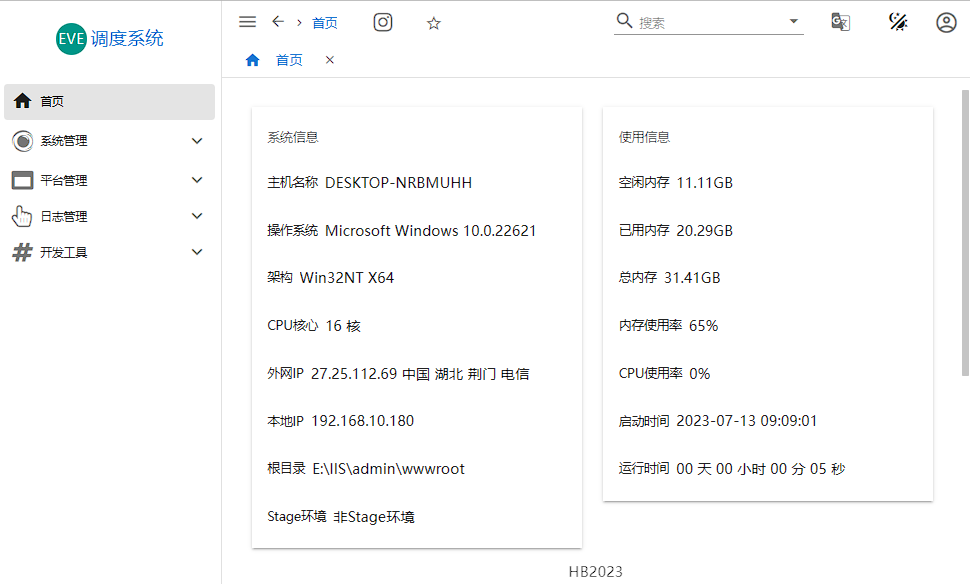 EVE 调度系统
首页
系统管理
平台管理
日志管理
开发工具
首页
搜索
首页
系统信息
主机名称 DESKTOP-NRBMUHH
操作系统 Microsoft Windows 10.0.22621
架构 Win32NT X64
CPU核心 16 核
外网IP 27.25.112.69 中国 湖北 荆门 电信
本地IP 192.168.10.180
根目录 E:\IIS\admin\wwwroot
Stage环境 非Stage环境
使用信息
空闲内存 11.11GB
已用内存 20.29GB
总内存 31.41GB
内存使用率 65%
CPU使用率 0%
启动时间 2023-07-13 09:09:01
运行时间 00 天 00 小时 00 分 05 秒
HB2023